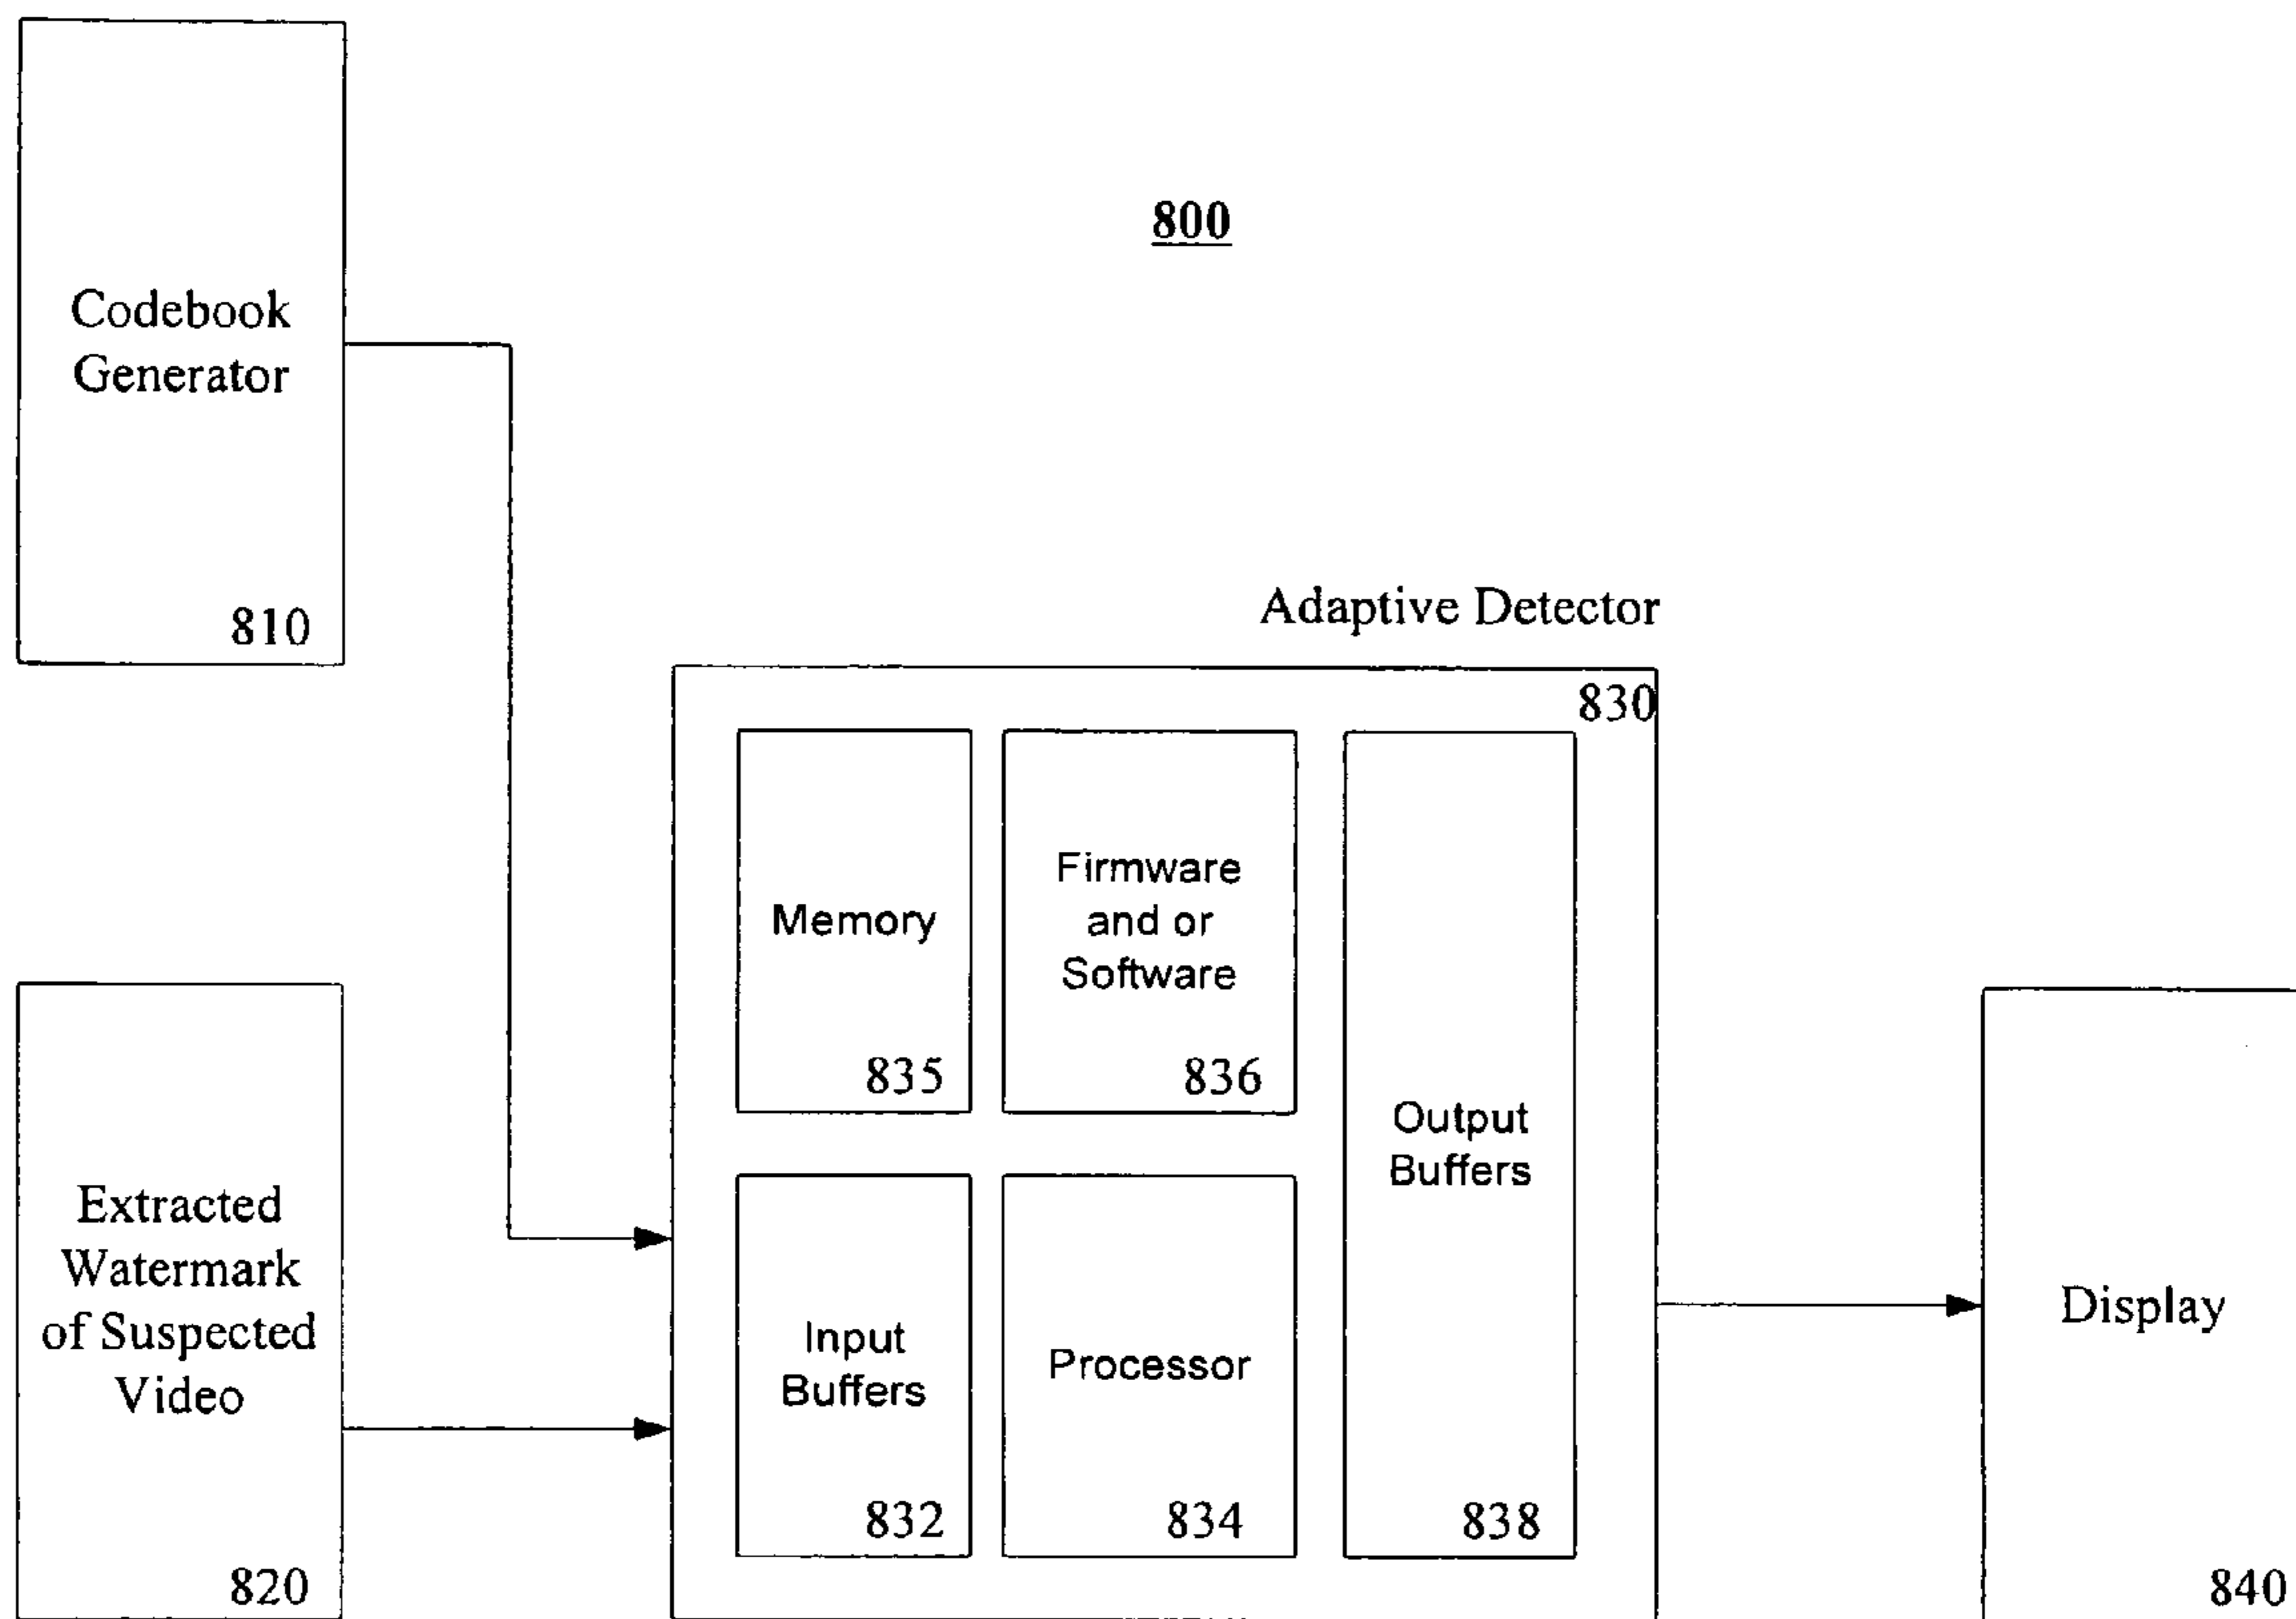 800
Codebook
Generator
810
Adaptive Detector
830
Memory
835
Firmware
and or
Software
836
Output
Buffers
838
Extracted
Watermark
of Suspected
Video
820
Input
Buffers
832
Processor
834
Display
840